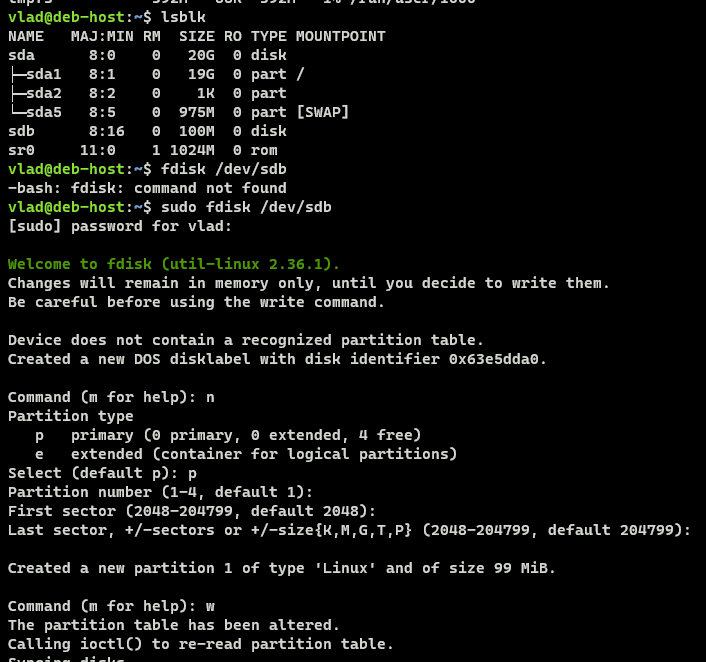 vlad@deb-host:~$ lsblk
NAME   MAJ:MIN RM  SIZE RO TYPE MOUNTPOINT
sda      8:0    0   20G  0 disk
├─sda1   8:1    0   19G  0 part /
├─sda2   8:2    0    1K  0 part
└─sda5   8:5    0  975M  0 part [SWAP]
sdb      8:16   0  100M  0 disk
sr0     11:0    1 1024M  0 rom
vlad@deb-host:~$ fdisk /dev/sdb
-bash: fdisk: command not found
vlad@deb-host:~$ sudo fdisk /dev/sdb
[sudo] password for vlad:
Welcome to fdisk (util-linux 2.36.1).
Changes will remain in memory only, until you decide to write them.
Be careful before using the write command.
Device does not contain a recognized partition table.
Created a new DOS disklabel with disk identifier 0x63e5dda0.
Command (m for help): n
Partition type
   p   primary (0 primary, 0 extended, 4 free)
   e   extended (container for logical partitions)
Select (default p): p
Partition number (1-4, default 1):
First sector (2048-204799, default 2048):
Last sector, +/-sectors or +/-size{K,M,G,T,P} (2048-204799, default 204799):
Created a new partition 1 of type 'Linux' and of size 99 MiB.
Command (m for help): w
The partition table has been altered.
Calling ioctl() to re-read partition table.
Syncing disks